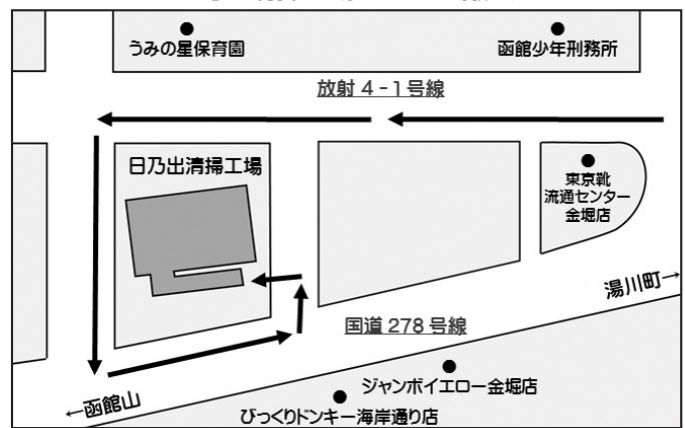 うみの星保育園
函館少年刑務所
放射 4-1号線
日乃出清掃工場
東京靴
流通センター
金堀店
湯川町→
国道 278 号線
←函館山
ジャンボイエロー金堀店
びっくりドンキー海岸通り店